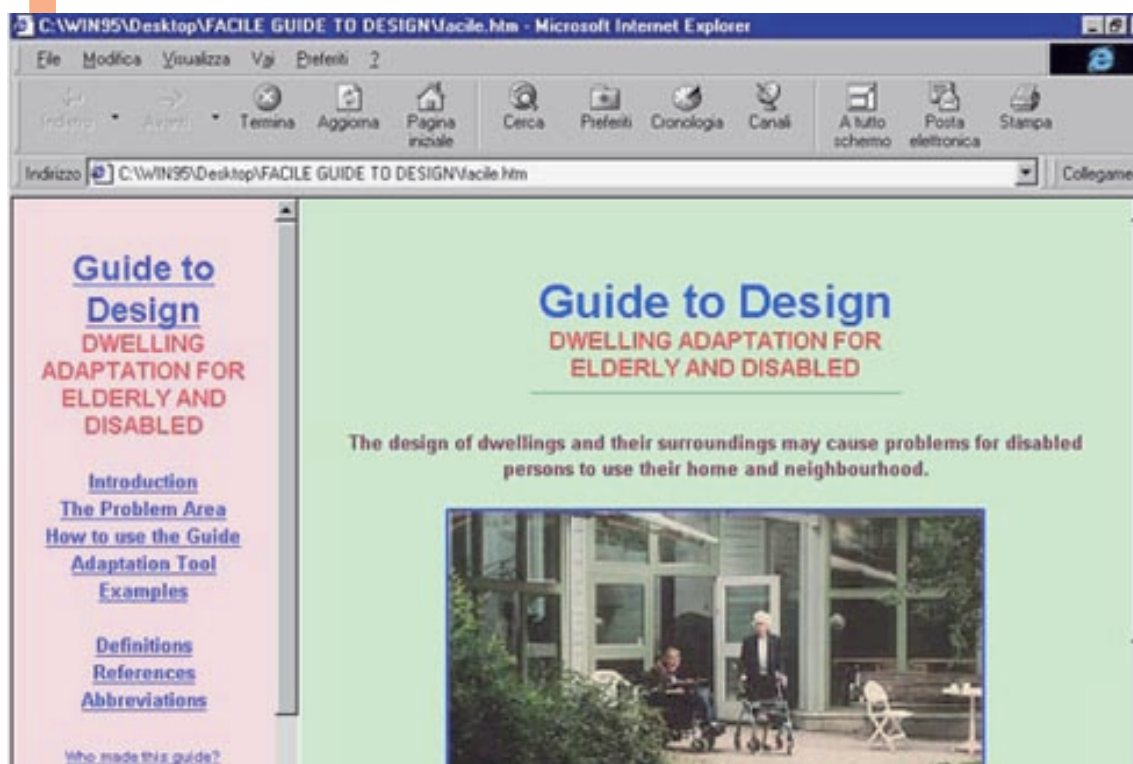 C:\WIN95\Desktop\FACILE GUIDE TO DESIGN\facile.htm - Microsoft Internet Explorer
File Modifica Visualizza Vai Preferiti ?
Indietro Avanti Termina Aggiorna Pagina iniziale Cerca Preferiti Cronologia Canali A tutto schermo Posta elettronica Stampa
Indirizzo C:\WIN95\Desktop\FACILE GUIDE TO DESIGN\facile.htm Collegame
Guide to
Design
DWELLING
ADAPTATION FOR
ELDERLY AND
DISABLED
Introduction
The Problem Area
How to use the Guide
Adaptation Tool
Examples
Definitions
References
Abbreviations
Who made this guide?
Guide to Design
DWELLING ADAPTATION FOR
ELDERLY AND DISABLED
The design of dwellings and their surroundings may cause problems for disabled
persons to use their home and neighbourhood.